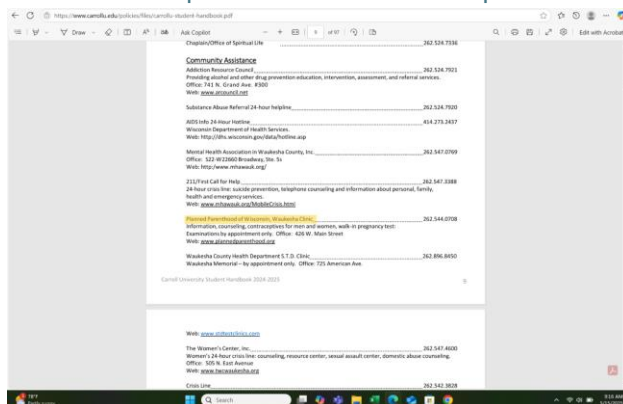 https://www.carrollu.edu/policies/files/carrollu-student-handbook.pdf
Draw
Ask Copilot
9 of 97
Edit with Acrobat
Chaplain/Office of Spiritual Life 262.524.7336
Community Assistance
Addiction Resource Council 262.524.7921
Providing alcohol and other drug prevention education, intervention, assessment, and referral services.
Office: 741 N. Grand Ave. #300
Web: www.arcouncil.net
Substance Abuse Referral 24-hour helpline 262.524.7920
AIDS Info 24-Hour Hotline 414.273.2437
Wisconsin Department of Health Services.
Web: http://dhs.wisconsin.gov/data/hotline.asp
Mental Health Association in Waukesha County, Inc. 262.547.0769
Office: S22-W22660 Broadway, Ste. 5s
Web: http:/www.mhawauk.org/
211/First Call for Help 262.547.3388
24-hour crisis line: suicide prevention, telephone counseling and information about personal, family,
health and emergency services.
Web: www.mhawauk.org/MobileCrisis.html
Planned Parenthood of Wisconsin, Waukesha Clinic 262.544.0708
Information, counseling, contraceptives for men and women, walk-in pregnancy test:
Examinations by appointment only. Office: 426 W. Main Street
Web: www.plannedparenthood.org
Waukesha County Health Department S.T.D. Clinic 262.896.8450
Waukesha Memorial – by appointment only. Office: 725 American Ave.
Carroll University Student Handbook 2024-2025 9
Web: www.stdtestclinics.com
The Women's Center, Inc. 262.547.4600
Women's 24-hour crisis line: counseling, resource center, sexual assault center, domestic abuse counseling.
Office: 505 N. East Avenue
Web: www.twcwaukesha.org
Crisis Line 262.542.3828
Search